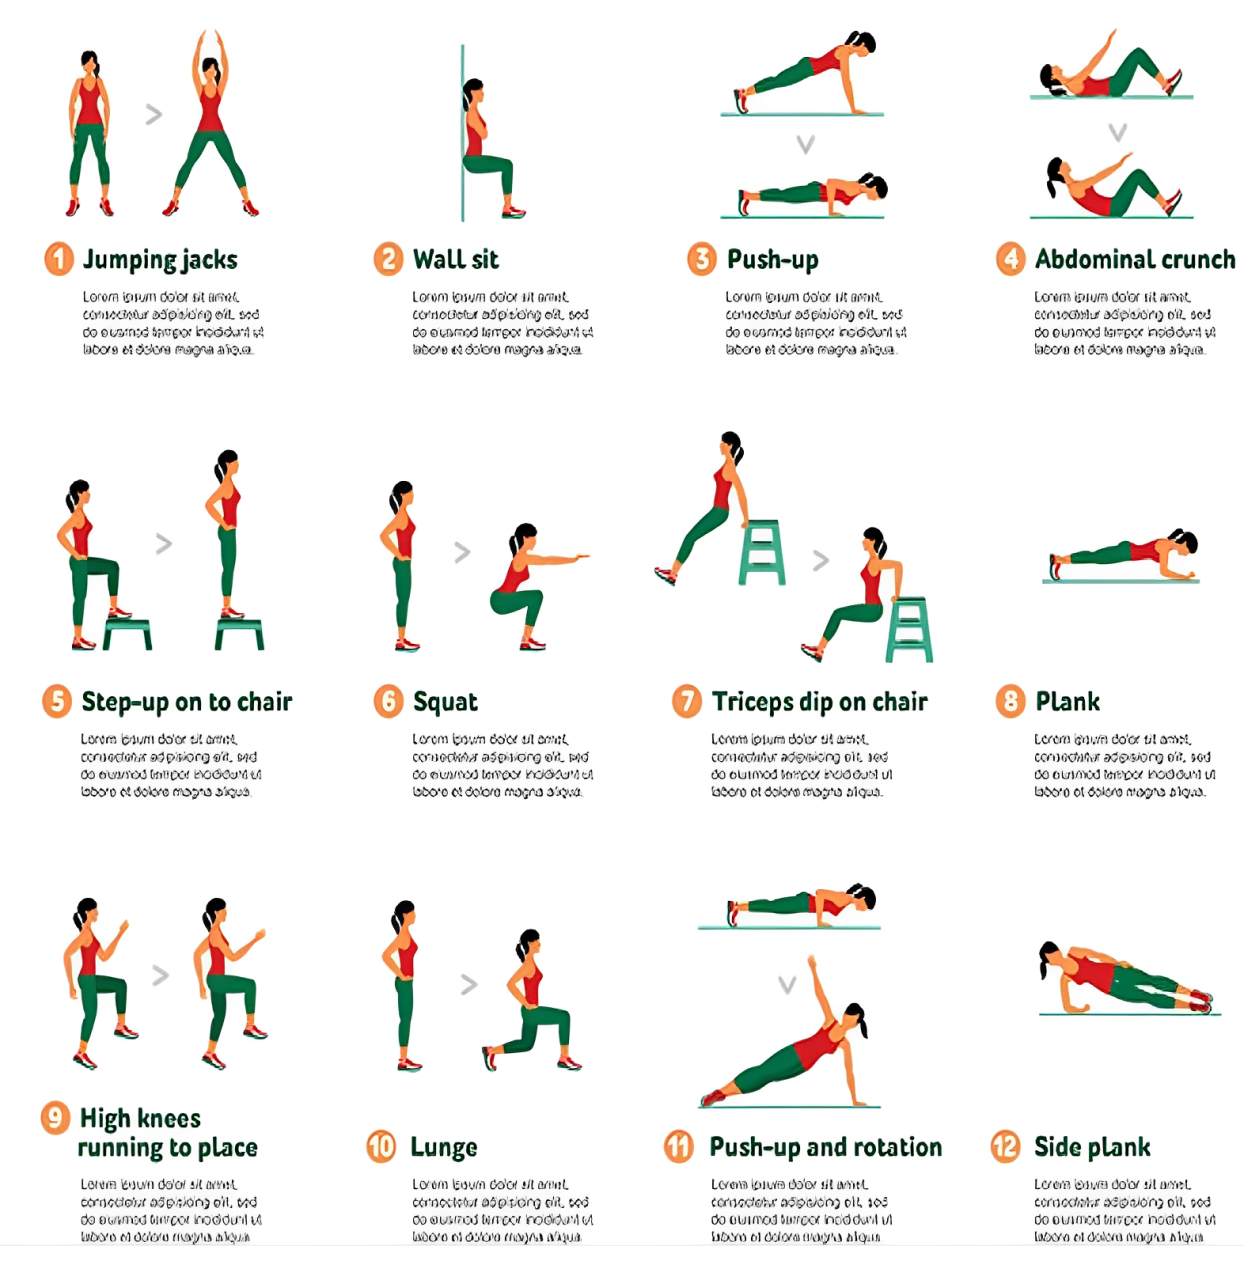 1 Jumping jacks
Lorem ipsum dolor sit amet,
consectetur adipisicing elit, sed
do eiusmod tempor incididunt ut
labore et dolore magna aliqua.
2 Wall sit
Lorem ipsum dolor sit amet,
consectetur adipisicing elit, sed
do eiusmod tempor incididunt ut
labore et dolore magna aliqua.
3 Push-up
Lorem ipsum dolor sit amet,
consectetur adipisicing elit, sed
do eiusmod tempor incididunt ut
labore et dolore magna aliqua.
4 Abdominal crunch
Lorem ipsum dolor sit amet,
consectetur adipisicing elit, sed
do eiusmod tempor incididunt ut
labore et dolore magna aliqua.
5 Step-up on to chair
Lorem ipsum dolor sit amet,
consectetur adipisicing elit, sed
do eiusmod tempor incididunt ut
labore et dolore magna aliqua.
6 Squat
Lorem ipsum dolor sit amet,
consectetur adipisicing elit, sed
do eiusmod tempor incididunt ut
labore et dolore magna aliqua.
7 Triceps dip on chair
Lorem ipsum dolor sit amet,
consectetur adipisicing elit, sed
do eiusmod tempor incididunt ut
labore et dolore magna aliqua.
8 Plank
Lorem ipsum dolor sit amet,
consectetur adipisicing elit, sed
do eiusmod tempor incididunt ut
labore et dolore magna aliqua.
9 High knees
running to place
Lorem ipsum dolor sit amet,
consectetur adipisicing elit, sed
do eiusmod tempor incididunt ut
labore et dolore magna aliqua.
10 Lunge
Lorem ipsum dolor sit amet,
consectetur adipisicing elit, sed
do eiusmod tempor incididunt ut
labore et dolore magna aliqua.
11 Push-up and rotation
Lorem ipsum dolor sit amet,
consectetur adipisicing elit, sed
do eiusmod tempor incididunt ut
labore et dolore magna aliqua.
12 Side plank
Lorem ipsum dolor sit amet,
consectetur adipisicing elit, sed
do eiusmod tempor incididunt ut
labore et dolore magna aliqua.